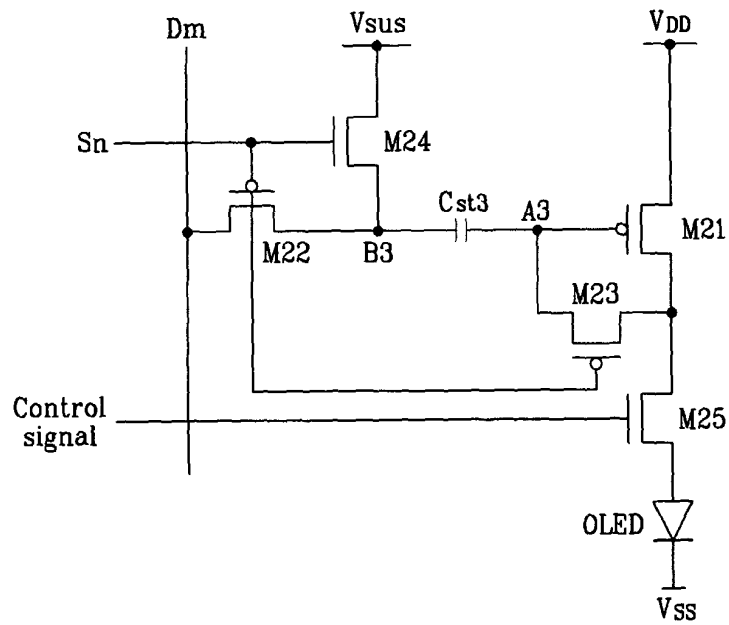 Dm
Vsus
VDD
Sn
M24
Cst3
A3
M21
M22
B3
M23
Control
signal
M25
OLED
VSS